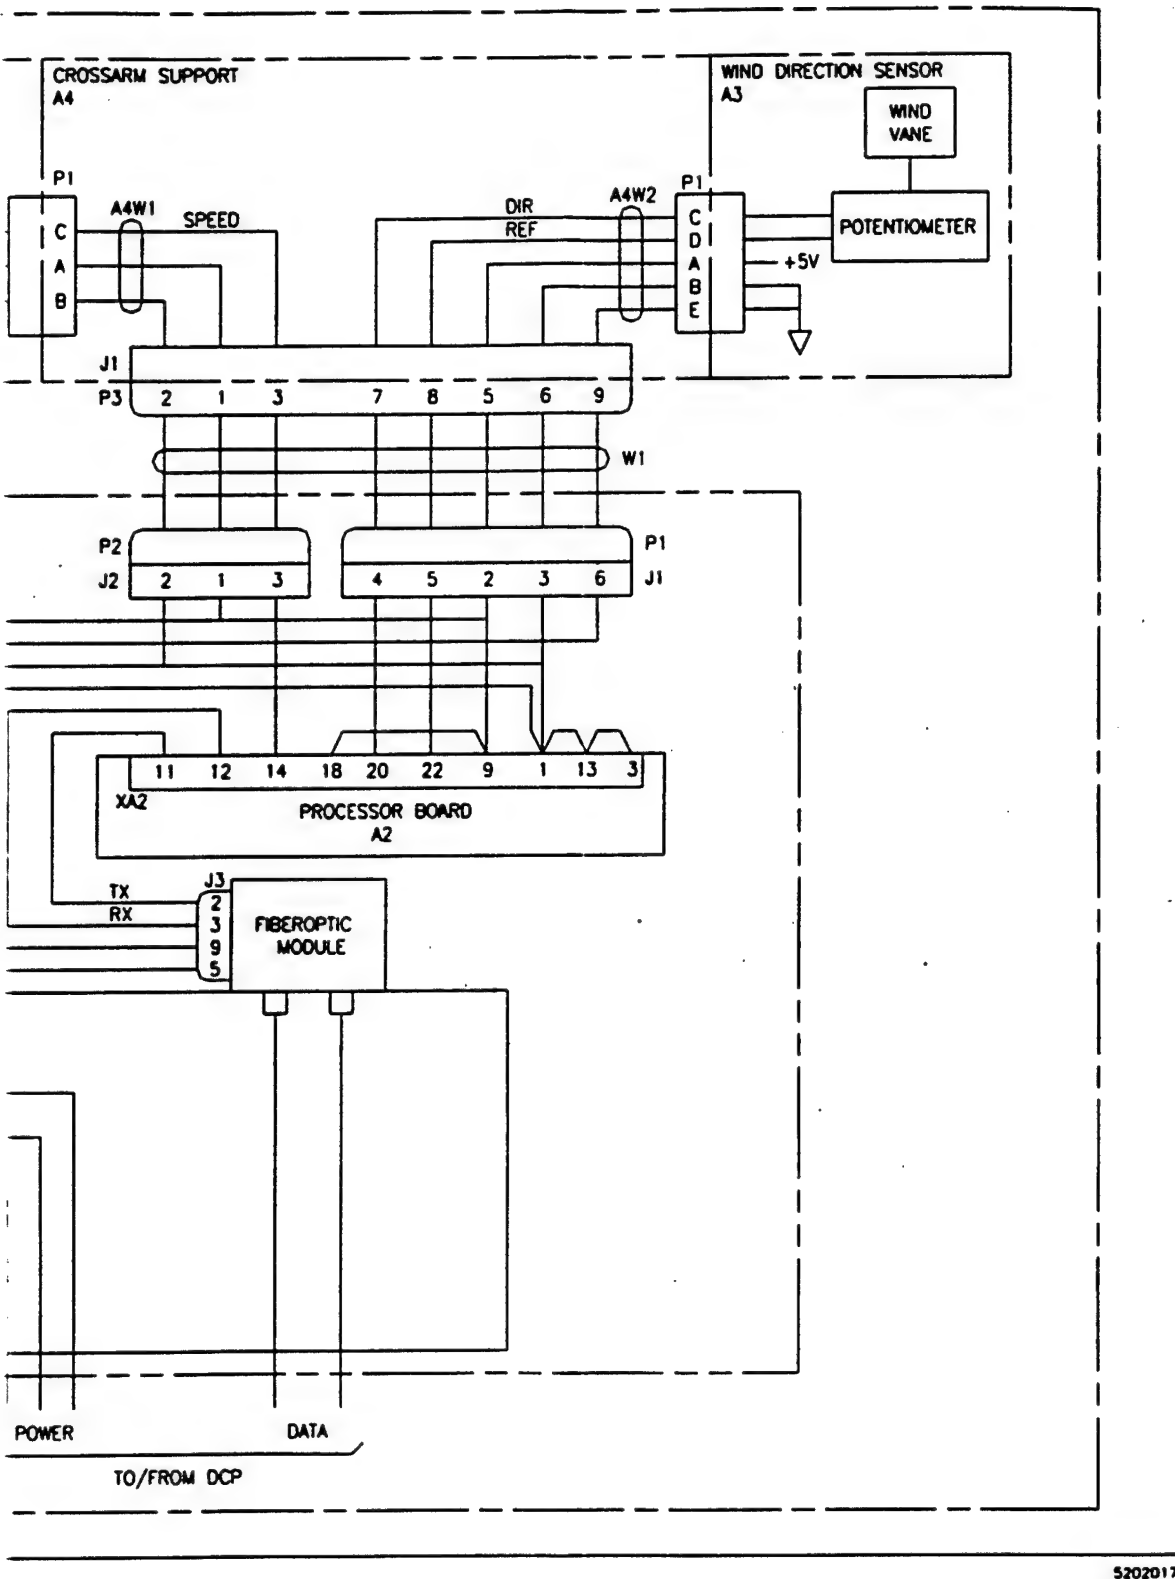 CROSSARM SUPPORT
A4
WIND DIRECTION SENSOR
A3
WIND
VANE
P1
A4W1
SPEED
C
A
B
DIR
REF
A4W2
P1
C
D
A
B
E
POTENTIOMETER
+5V
J1
P3 2 1 3 7 8 5 6 9
W1
P2
P1
J2 2 1 3 4 5 2 3 6 J1
11 12 14 18 20 22 9 1 13 3
XA2
PROCESSOR BOARD
A2
J3
TX
RX
2
3
9
5
FIBEROPTIC
MODULE
POWER
DATA
TO/FROM DCP
5202017